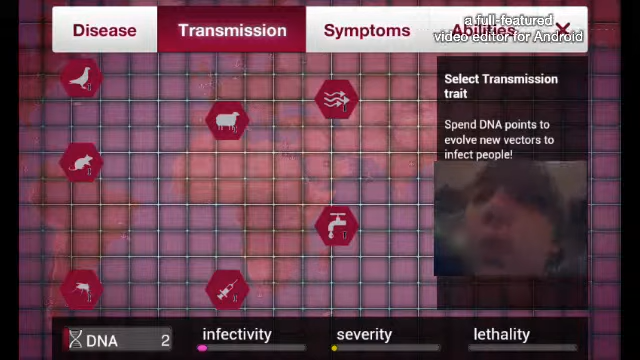 Disease
Transmission
Symptoms
Abilities
a full-featured
video editor for Android
Select Transmission
trait
Spend DNA points to
evolve new vectors to
infect people!
DNA 2
infectivity
severity
lethality